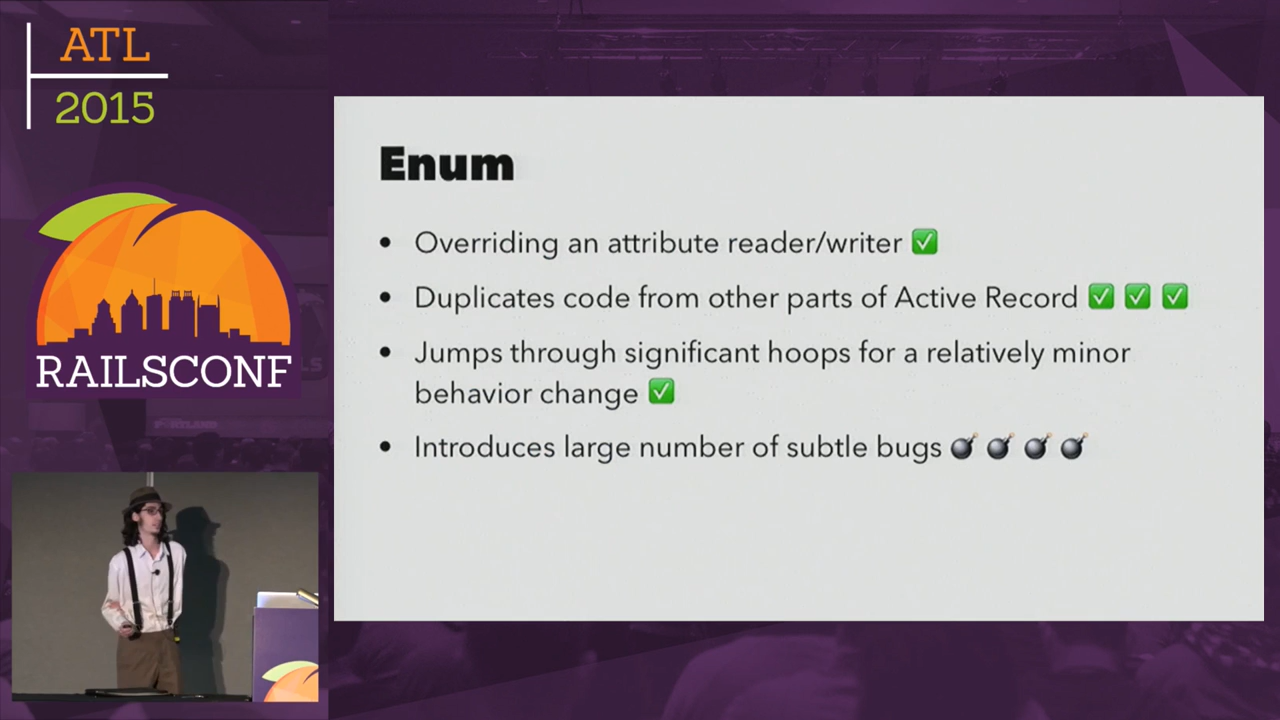 ATL
2015
RAILSCONF
Enum
• Overriding an attribute reader/writer ✅
• Duplicates code from other parts of Active Record ✅ ✅ ✅
• Jumps through significant hoops for a relatively minor
behavior change ✅
• Introduces large number of subtle bugs 💣 💣 💣 💣